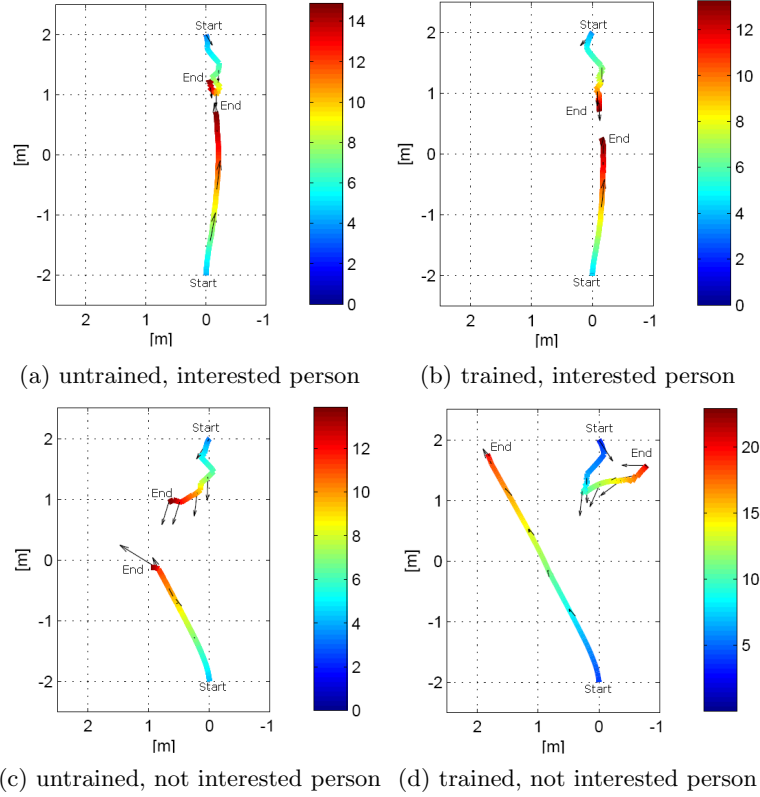 Start
End
End
Start
2
1
0
-1
-2
[m]
2
1
0
-1
[m]
14
12
10
8
6
4
2
0
Start
End
End
Start
2
1
0
-1
-2
[m]
2
1
0
-1
[m]
12
10
8
6
4
2
0
(a) untrained, interested person
(b) trained, interested person
Start
End
End
Start
2
1
0
-1
-2
[m]
2
1
0
-1
[m]
12
10
8
6
4
2
0
Start
End
End
Start
2
1
0
-1
-2
[m]
2
1
0
-1
[m]
20
15
10
5
(c) untrained, not interested person
(d) trained, not interested person